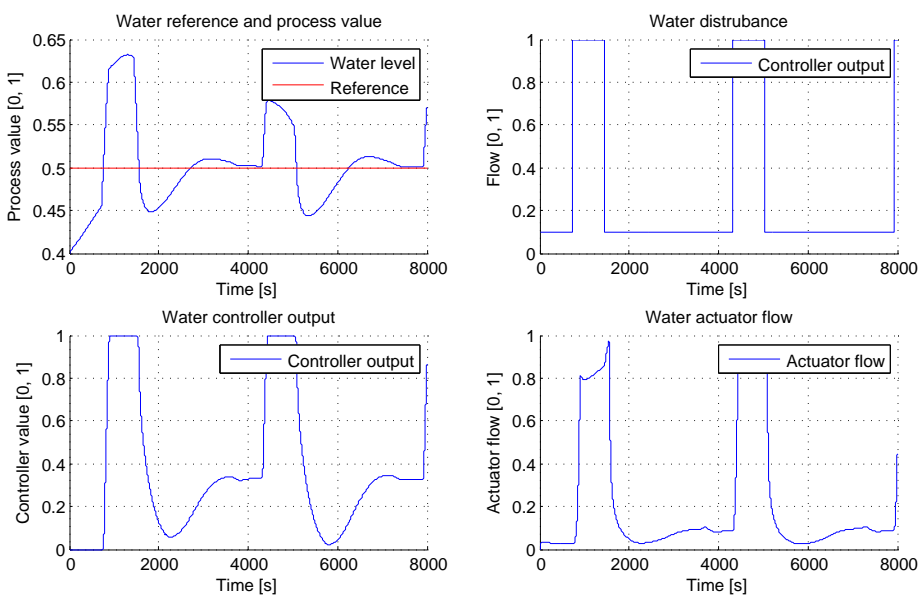 Water reference and process value
0.65
0.6
0.55
0.5
0.45
0.4
Process value [0, 1]
Water level
Reference
0
2000
4000
6000
8000
Time [s]
Water distrubance
1
0.8
0.6
0.4
0.2
0
Flow [0, 1]
Controller output
0
2000
4000
6000
8000
Time [s]
Water controller output
1
0.8
0.6
0.4
0.2
0
Controller value [0, 1]
Controller output
0
2000
4000
6000
8000
Time [s]
Water actuator flow
1
0.8
0.6
0.4
0.2
0
Actuator flow [0, 1]
Actuator flow
0
2000
4000
6000
8000
Time [s]